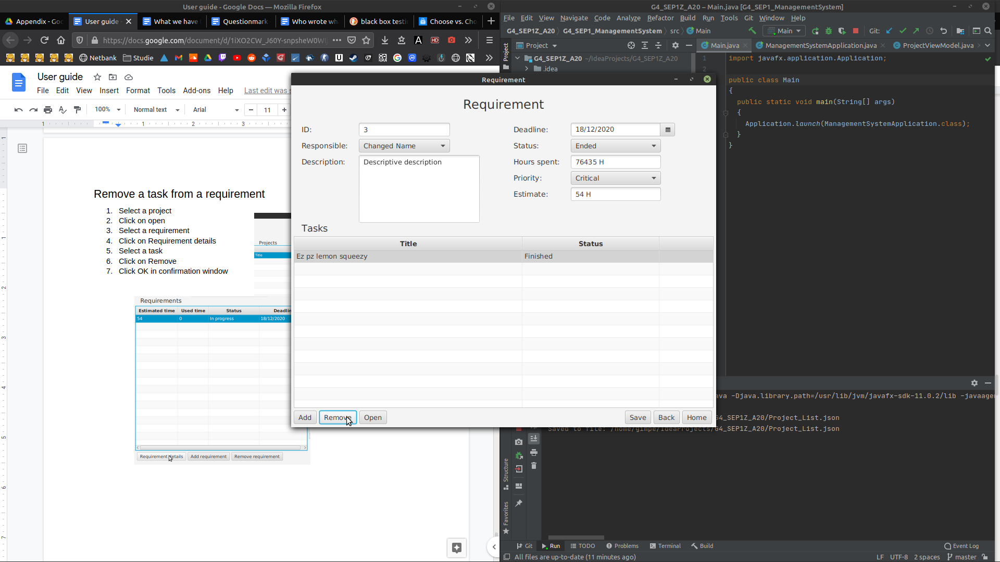 User guide - Google Docs — Mozilla Firefox
Appendix - Goo
User guide -
What we have
Questionmark
Who wrote wh
black box testi
Choose vs. Cho
https://docs.google.com/document/d/1iXO2CW_J60Y-snpsheW0W
Netbank
Studie
User guide
File Edit View Insert Format Tools Add-ons Help Last edit was s
100% Normal text Arial 11
Remove a task from a requirement
1. Select a project
2. Click on open
3. Select a requirement
4. Click on Requirement details
5. Select a task
6. Click on Remove
7. Click OK in confirmation window
Projects
Title
Requirements
Estimated time Used time Status Deadlin
54 0 In progress 18/12/2020
Requirement details Add requirement Remove requirement
Requirement
Requirement
ID: 3
Responsible: Changed Name
Description: Descriptive description
Deadline: 18/12/2020
Status: Ended
Hours spent: 76435 H
Priority: Critical
Estimate: 54 H
Tasks
Title Status
Ez pz lemon squeezy Finished
Add Remove Open Save Back Home
G4_SEP1Z_A20 – Main.java [G4_SEP1_ManagementSystem]
File Edit View Navigate Code Analyze Refactor Build Run Tools Git Window Help
G4_SEP1Z_A20 G4_SEP1_ManagementSystem src Main
Main
Git:
Project
Project
Main.java ManagementSystemApplication.java ProjectViewModel.java
G4_SEP1Z_A20 ~/IdeaProjects/G4_SEP1Z_A20
.idea
1 import javafx.application.Application;
2
public class Main
{
public static void main(String[] args)
{
Application.launch(ManagementSystemApplication.class);
}
}
ava -Djava.library.path=/usr/lib/jvm/javafx-sdk-11.0.2/lib -javaagen
G4_SEP1Z_A20/Project_List.json
Saved to file: /home/gimpe/IdeaProjects/G4_SEP1Z_A20/Project_List.json
Structure
Favorites
Git Run TODO Problems Terminal Build Event Log
All files are up-to-date (11 minutes ago) LF UTF-8 2 spaces master